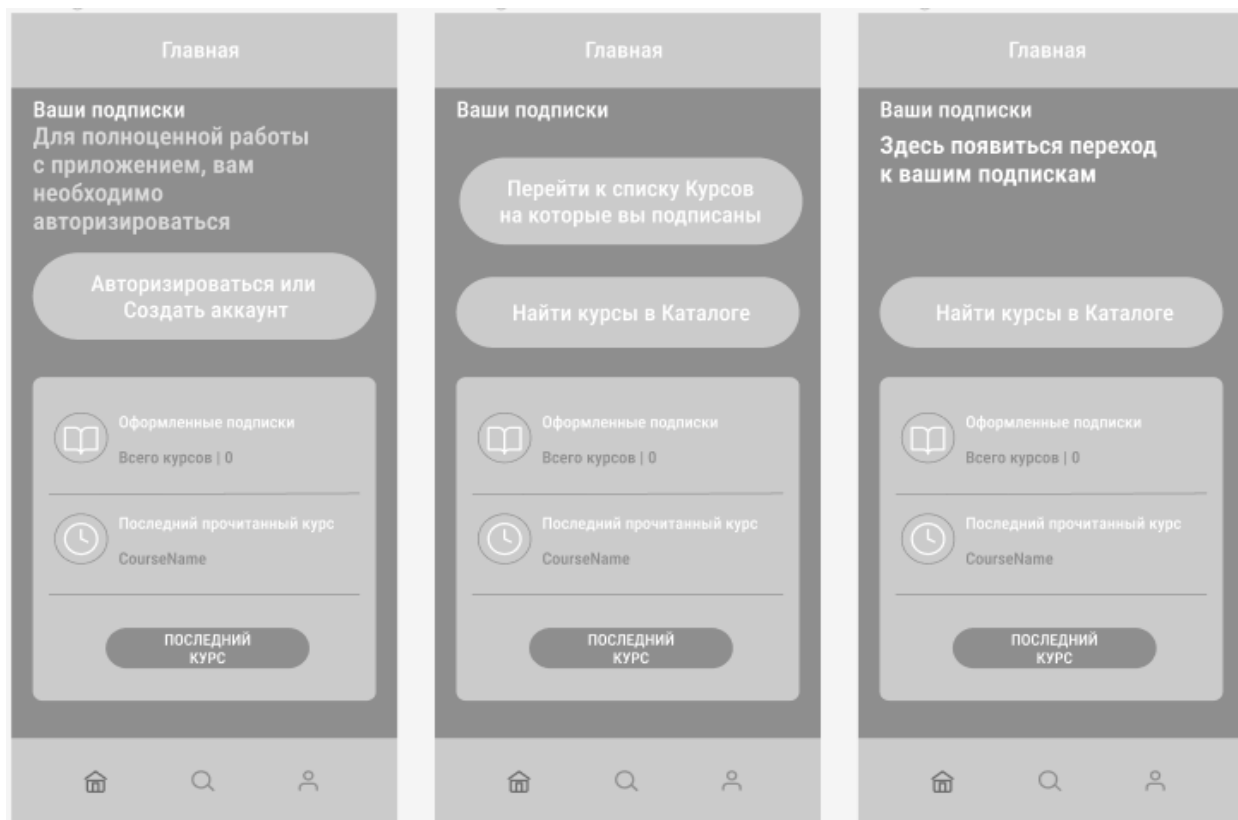 Главная
Ваши подписки
Для полноценной работы
с приложением, вам
необходимо
авторизироваться
Авторизироваться или
Создать аккаунт
Оформленные подписки
Всего курсов | 0
Последний прочитанный курс
CourseName
ПОСЛЕДНИЙ
КУРС
Главная
Ваши подписки
Перейти к списку Курсов
на которые вы подписаны
Найти курсы в Каталоге
Оформленные подписки
Всего курсов | 0
Последний прочитанный курс
CourseName
ПОСЛЕДНИЙ
КУРС
Главная
Ваши подписки
Здесь появиться переход
к вашим подпискам
Найти курсы в Каталоге
Оформленные подписки
Всего курсов | 0
Последний прочитанный курс
CourseName
ПОСЛЕДНИЙ
КУРС